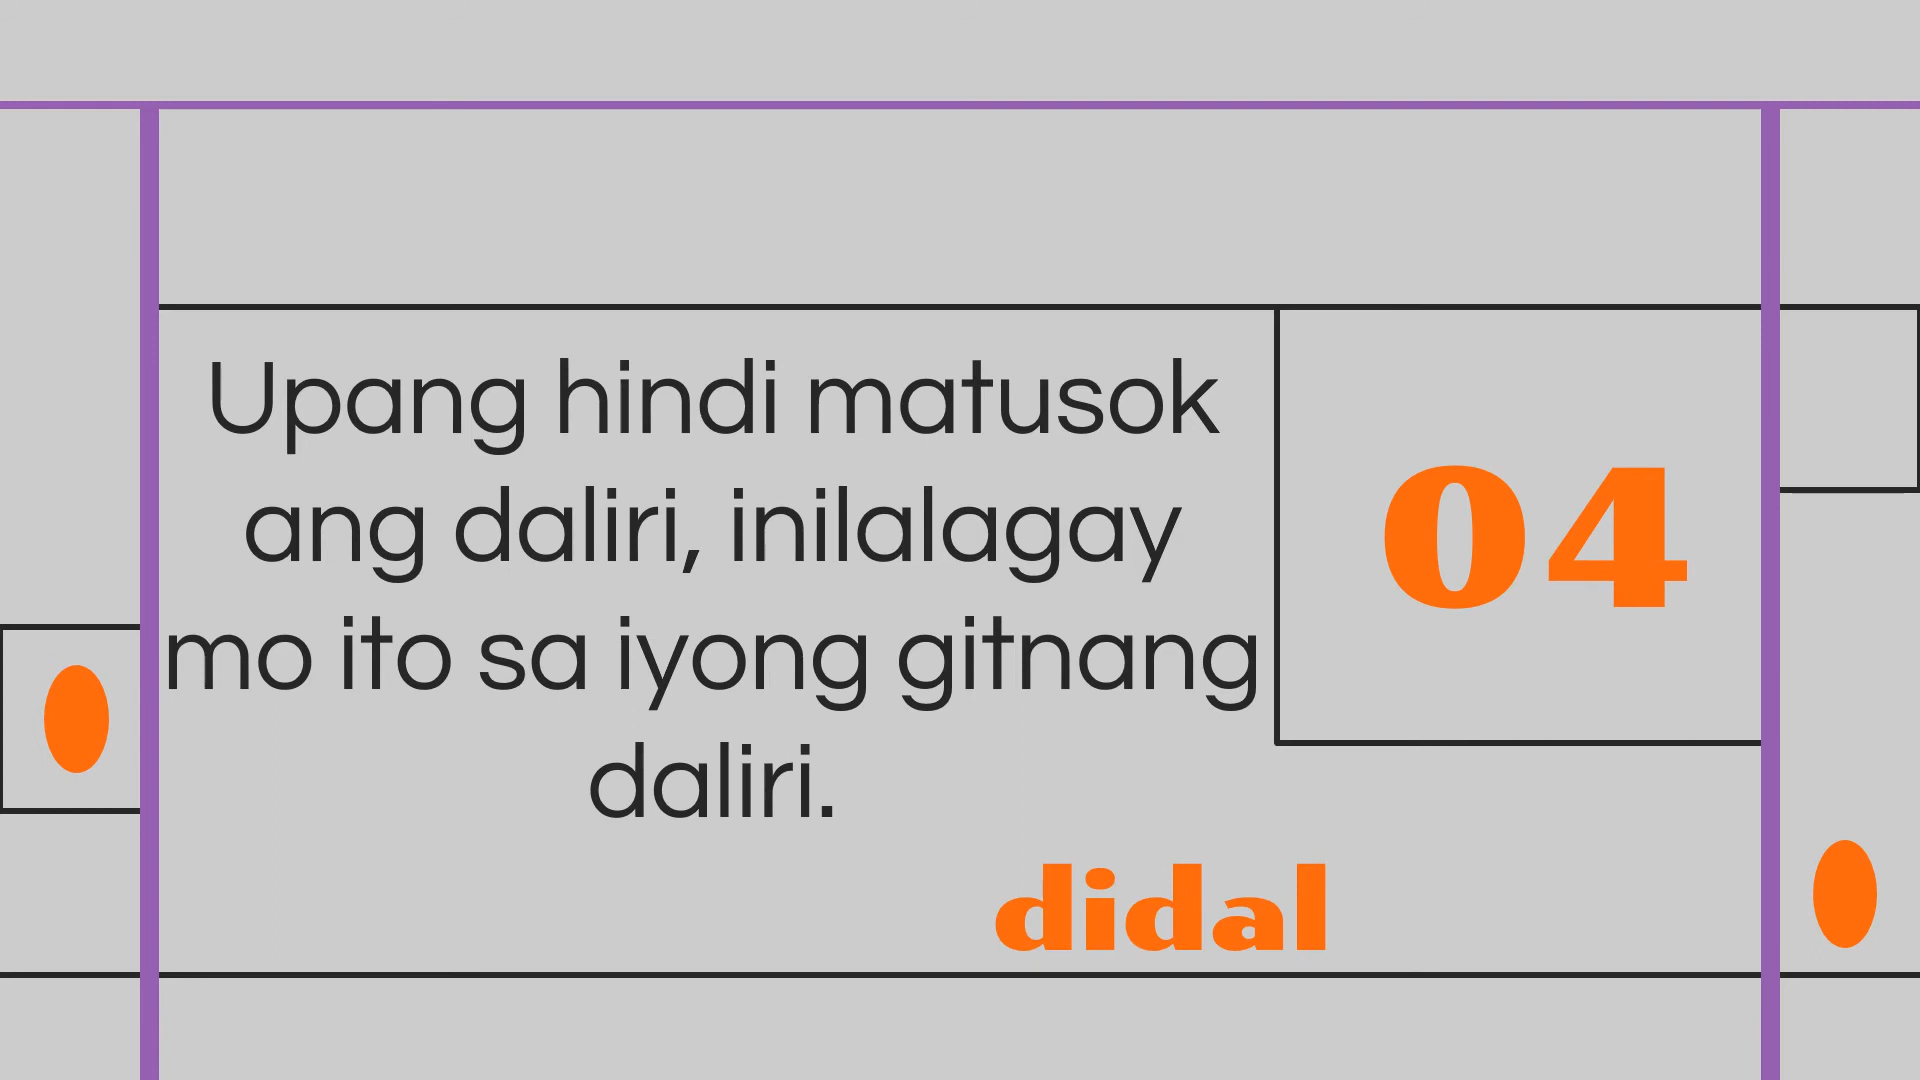 Upang hindi matusok
ang daliri, inilalagay
mo ito sa iyong gitnang
daliri.
04
didal